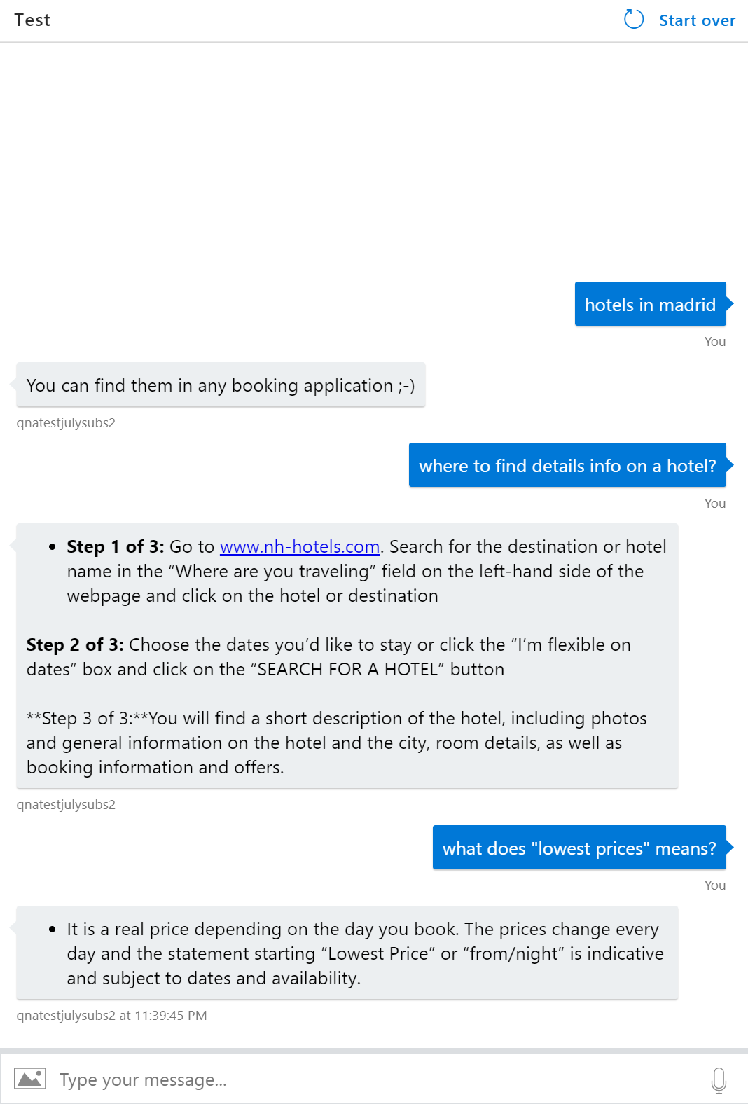 Test
Start over
hotels in madrid
You
You can find them in any booking application ;-)
qnatestjulysubs2
where to find details info on a hotel?
You
• Step 1 of 3: Go to www.nh-hotels.com. Search for the destination or hotel
name in the “Where are you traveling” field on the left-hand side of the
webpage and click on the hotel or destination
Step 2 of 3: Choose the dates you’d like to stay or click the “I’m flexible on
dates” box and click on the “SEARCH FOR A HOTEL” button
**Step 3 of 3:**You will find a short description of the hotel, including photos
and general information on the hotel and the city, room details, as well as
booking information and offers.
qnatestjulysubs2
what does "lowest prices" means?
You
• It is a real price depending on the day you book. The prices change every
day and the statement starting “Lowest Price” or “from/night” is indicative
and subject to dates and availability.
qnatestjulysubs2 at 11:39:45 PM
Type your message...